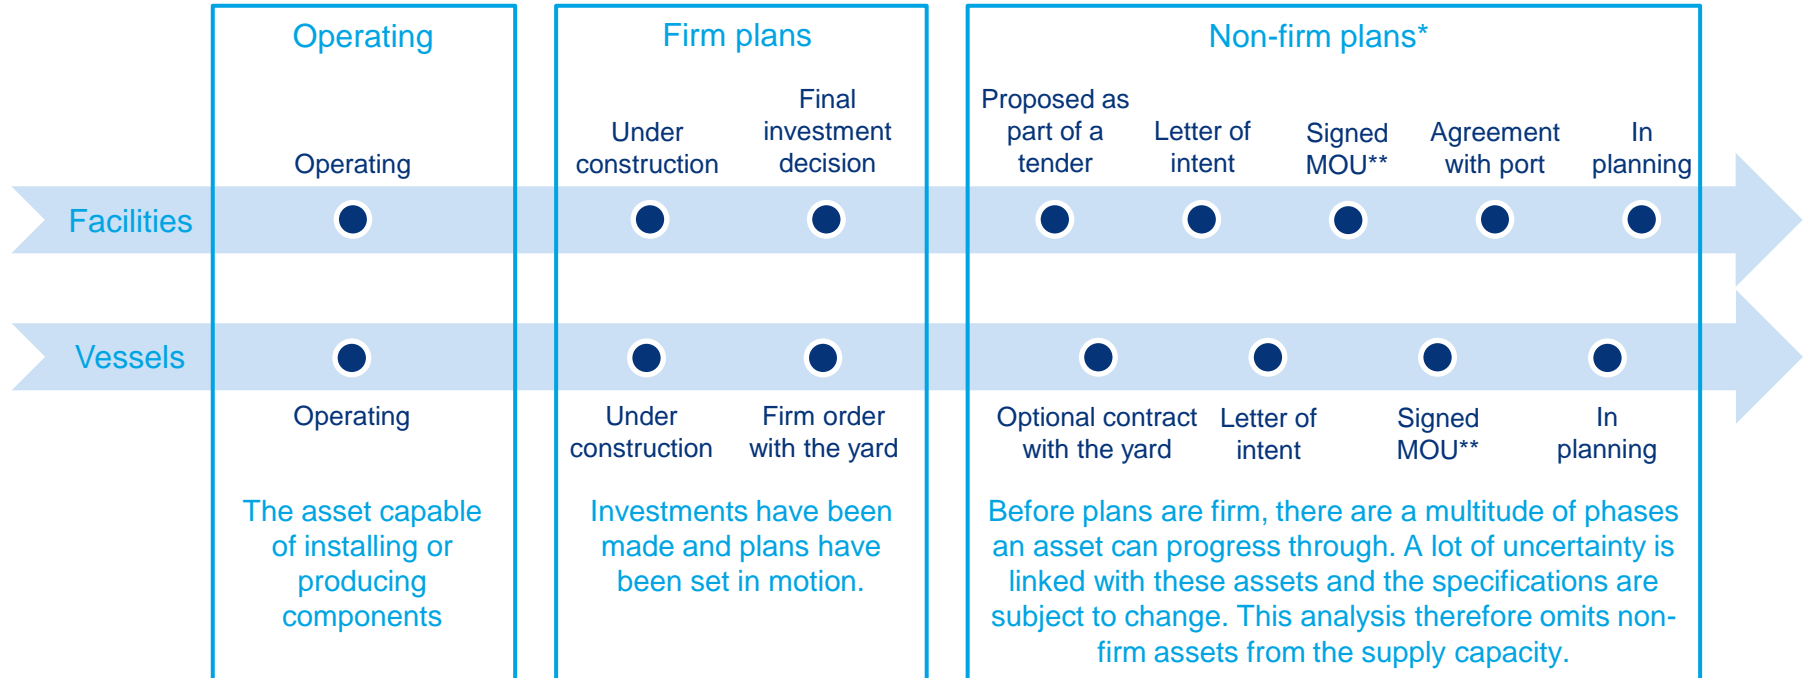 Operating
Firm plans
Non-firm plans*
Operating
Under
construction
Final
investment
decision
Proposed as
part of a
tender
Letter of
intent
Signed
MOU**
Agreement
with port
In
planning
Facilities
Vessels
Operating
Under
construction
Firm order
with the yard
Optional contract
with the yard
Letter of
intent
Signed
MOU**
In
planning
The asset capable
of installing or
producing
components
Investments have been
made and plans have
been set in motion.
Before plans are firm, there are a multitude of phases
an asset can progress through. A lot of uncertainty is
linked with these assets and the specifications are
subject to change. This analysis therefore omits non-
firm assets from the supply capacity.